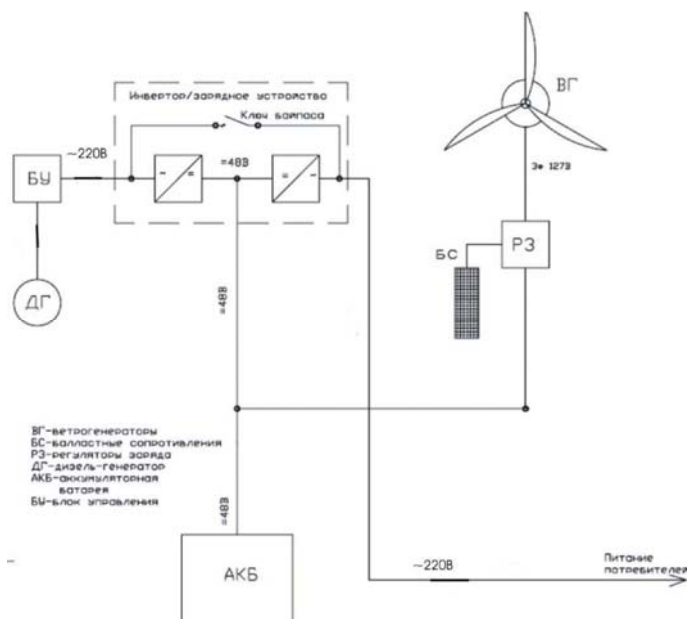 Инвертор/зарядное устройство
Ключ байпаса
ВГ
~220В
=48В
БУ
3ф 127В
РЗ
БС
ДГ
=48В
ВГ-ветрогенераторы
БС-балластные сопротивления
РЗ-регуляторы заряда
ДГ-дизель-генератор
АКБ-аккумуляторная
батарея
БУ-блок управления
=48В
АКБ
~220В
Питание
потребителей